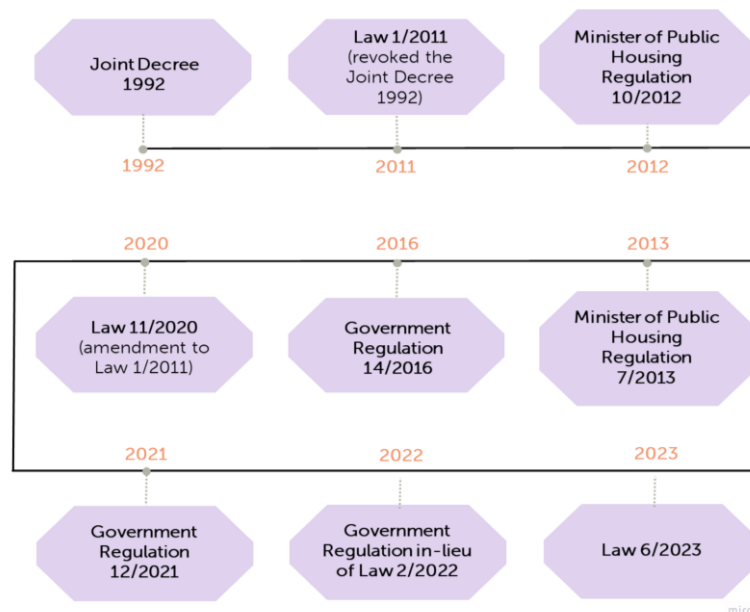 Joint Decree
1992
Law 1/2011
(revoked the
Joint Decree
1992)
Minister of Public
Housing
Regulation
10/2012
1992
2011
2012
2020
2016
2013
Law 11/2020
(amendment to
Law 1/2011)
Government
Regulation
14/2016
Minister of Public
Housing
Regulation
7/2013
2021
2022
2023
Government
Regulation
12/2021
Government
Regulation in-lieu
of Law 2/2022
Law 6/2023